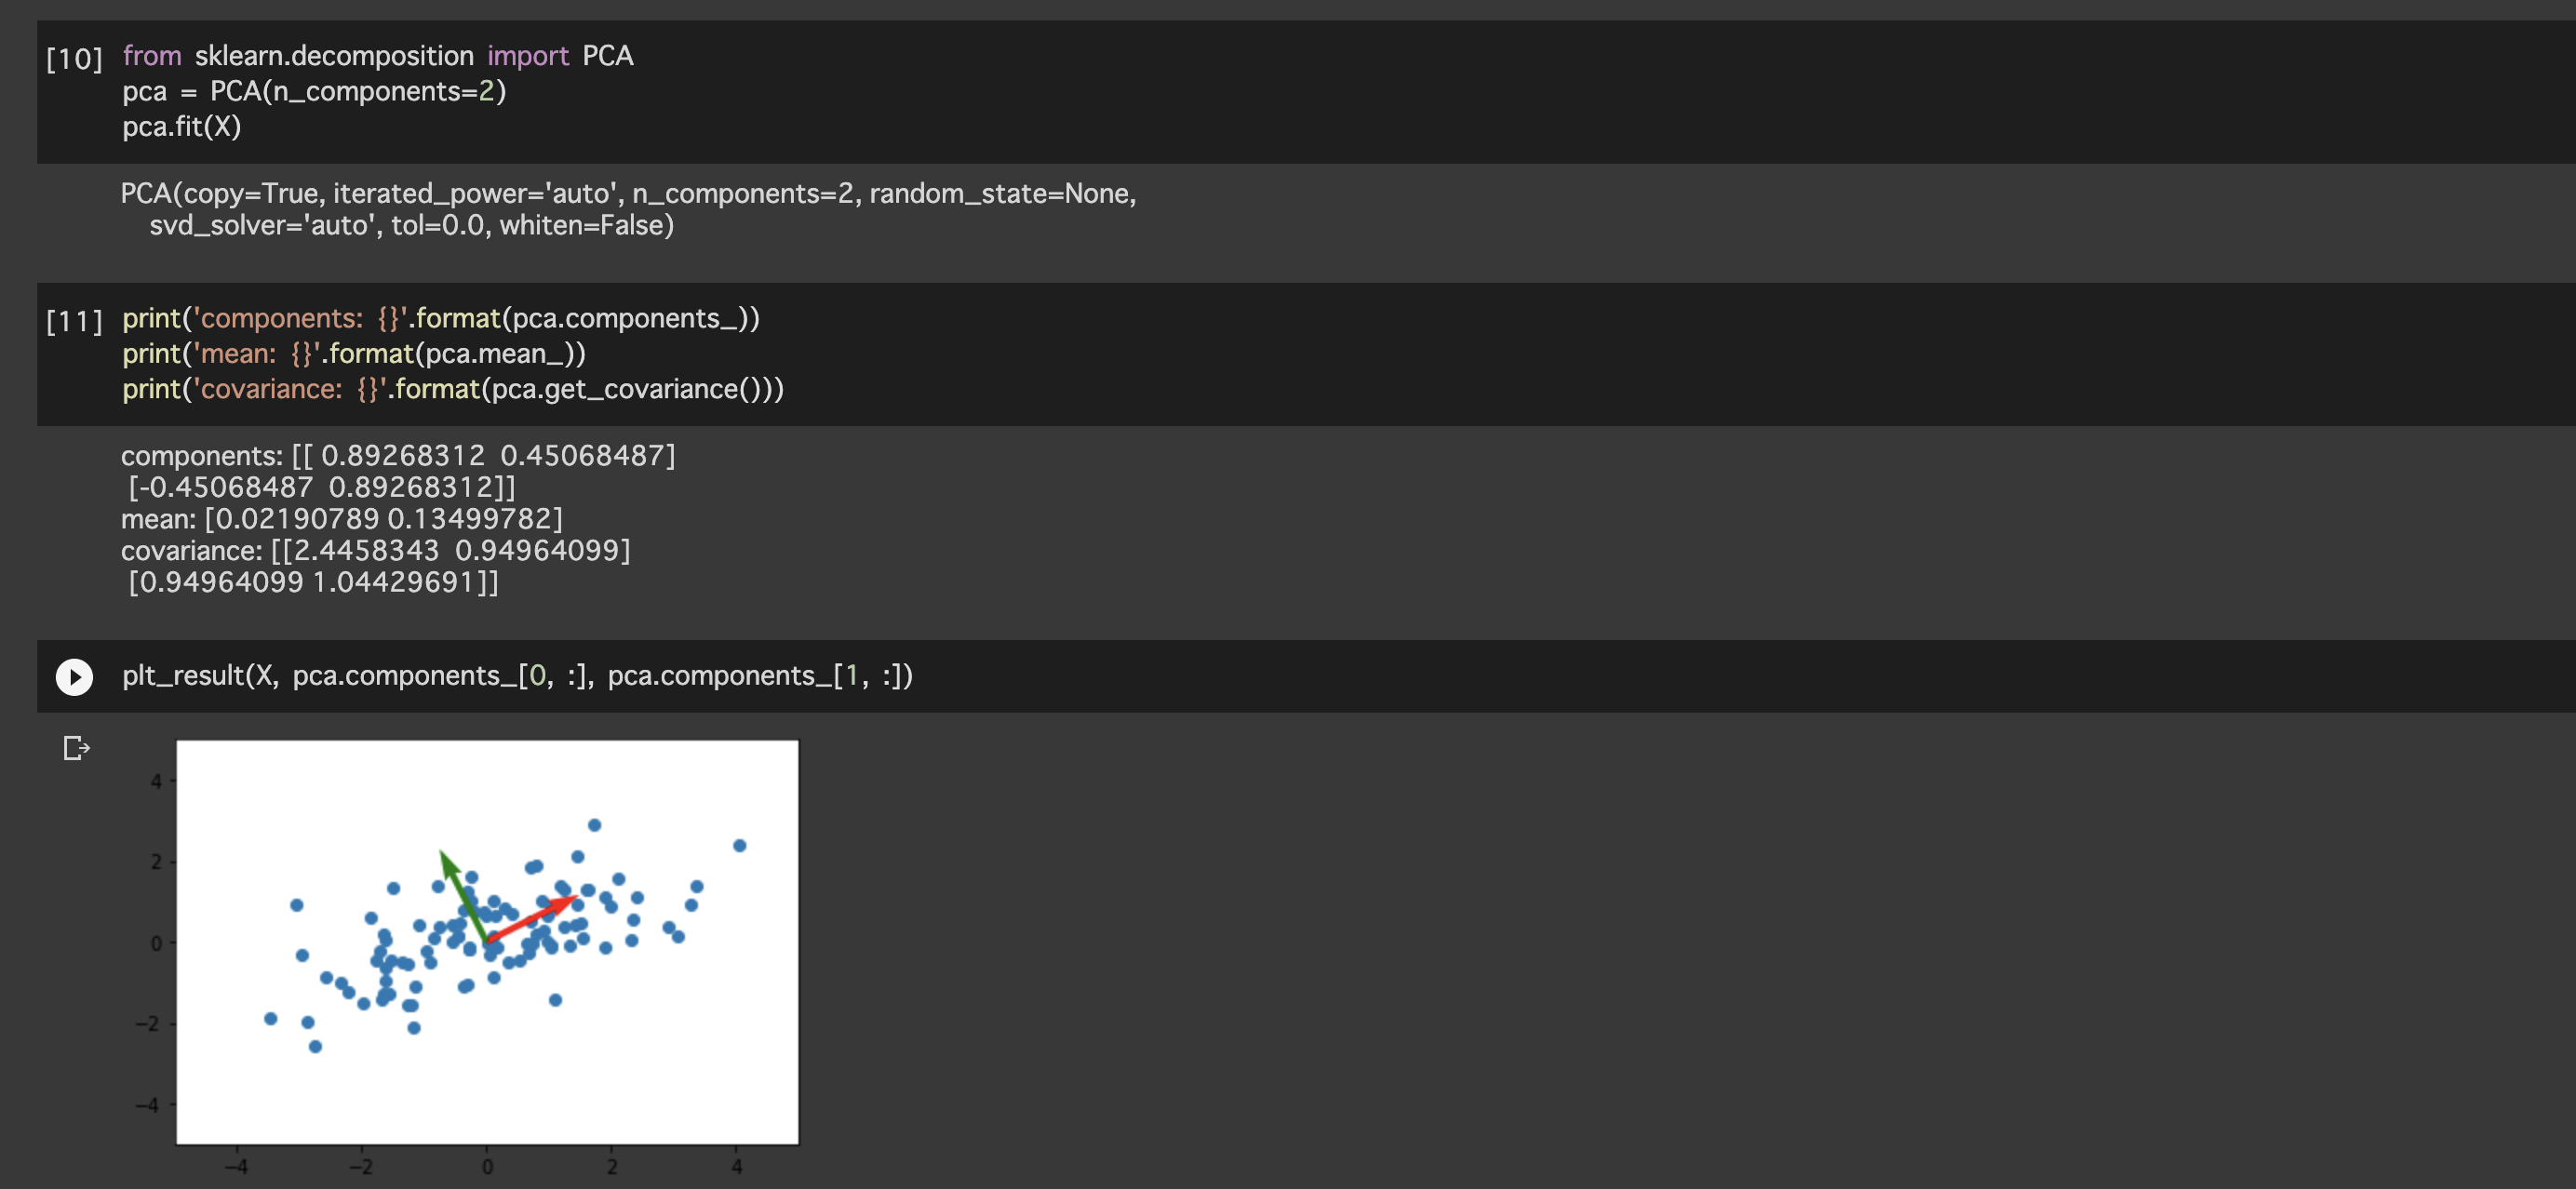 [10] from sklearn.decomposition import PCA
pca = PCA(n_components=2)
pca.fit(X)
PCA(copy=True, iterated_power='auto', n_components=2, random_state=None,
    svd_solver='auto', tol=0.0, whiten=False)
[11] print('components: {}'.format(pca.components_))
print('mean: {}'.format(pca.mean_))
print('covariance: {}'.format(pca.get_covariance()))
components: [[ 0.89268312  0.45068487]
 [-0.45068487  0.89268312]]
mean: [0.02190789 0.13499782]
covariance: [[2.4458343  0.94964099]
 [0.94964099 1.04429691]]
plt_result(X, pca.components_[0, :], pca.components_[1, :])
4
2
0
−2
−4
−4 −2 0 2 4